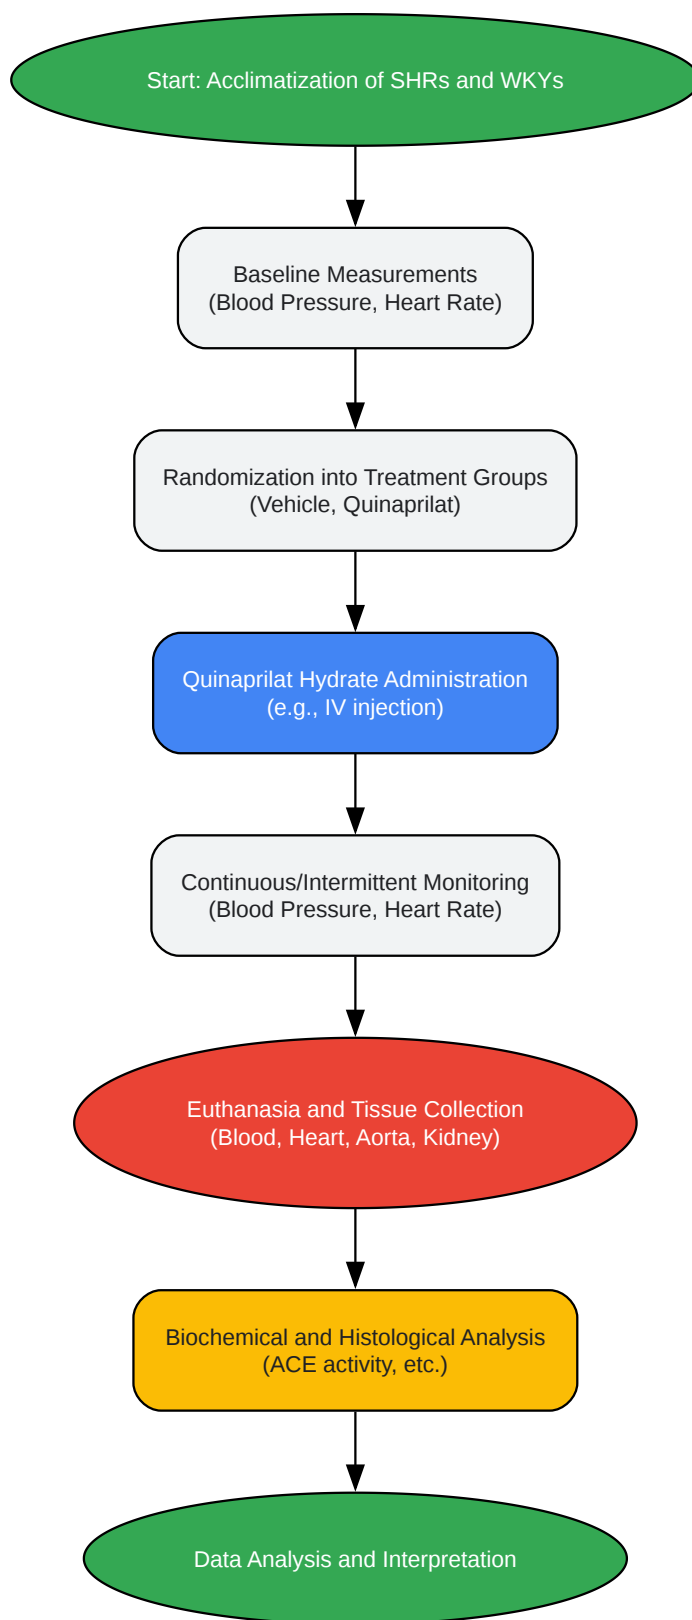 Start: Acclimatization of SHRs and WKYs
Baseline Measurements
(Blood Pressure, Heart Rate)
Randomization into Treatment Groups
(Vehicle, Quinaprilat)
Quinaprilat Hydrate Administration
(e.g., IV injection)
Continuous/Intermittent Monitoring
(Blood Pressure, Heart Rate)
Euthanasia and Tissue Collection
(Blood, Heart, Aorta, Kidney)
Biochemical and Histological Analysis
(ACE activity, etc.)
Data Analysis and Interpretation